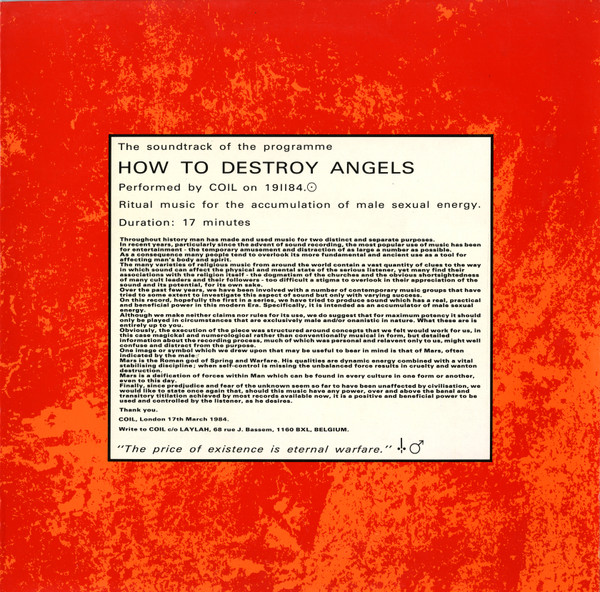 The soundtrack of the programme
HOW TO DESTROY ANGELS
Performed by COIL on 19II84.☉
Ritual music for the accumulation of male sexual energy.
Duration: 17 minutes
Throughout history man has made and used music for two distinct and separate purposes.
In recent years, particularly since the advent of sound recording, the most popular use of music has been
for entertainment - the temporary amusement and distraction of as large a number as possible.
As a consequence many people tend to overlook its more fundamental and ancient use as a tool for
affecting man's body and spirit.
The many varieties of religious music from around the world contain a vast quantity of clues to the way
in which sound can affect the physical and mental state of the serious listener, yet many find their
associations with the religion itself - the dogmatism of the churches and the obvious shortsightedness
of many cult leaders and their followers - too difficult a stigma to overlook in their appreciation of the
sound and its potential, for its own sake.
Over the past few years, we have been involved with a number of contemporary music groups that have
tried to some extent to investigate this aspect of sound but only with varying success.
On this record, hopefully the first in a series, we have tried to produce sound which has a real, practical
and beneficial power in this modern Era. Specifically, it is intended as an accumulator of male sexual
energy.
Although we make neither claims nor rules for its use, we do suggest that for maximum potency it should
only be played in circumstances that are exclusively male and/or onanistic in nature. What these are is
entirely up to you.
Obviously, the execution of the piece was structured around concepts that we felt would work for us, in
this case magickal and numerological rather than conventionally musical in form, but detailed
information about the recording process, much of which was personal and relavent only to us, might well
confuse and distract from the purpose.
One image or symbol which we drew upon that may be useful to bear in mind is that of Mars, often
indicated by the male♂
Mars is the Roman god of Spring and Warfare. His qualities are dynamic energy combined with a vital
stabilising discipline; when self-control is missing the unbalanced force results in cruelty and wanton
destruction.
Mars is a deification of forces within Man which can be found in every culture in one form or another,
even to this day.
Finally, since prejudice and fear of the unknown seem so far to have been unaffected by civilisation, we
would like to state once again that, should this music have any power, over and above the banal and
transitory titilation achieved by most records available now, it is a positive and beneficial power to be
used and controlled by the listener, as he desires.
Thank you.
COIL, London 17th March 1984.
Write to COIL c/o LAYLAH, 68 rue J. Bassem, 1160 BXL, BELGIUM.
"The price of existence is eternal warfare." ♂